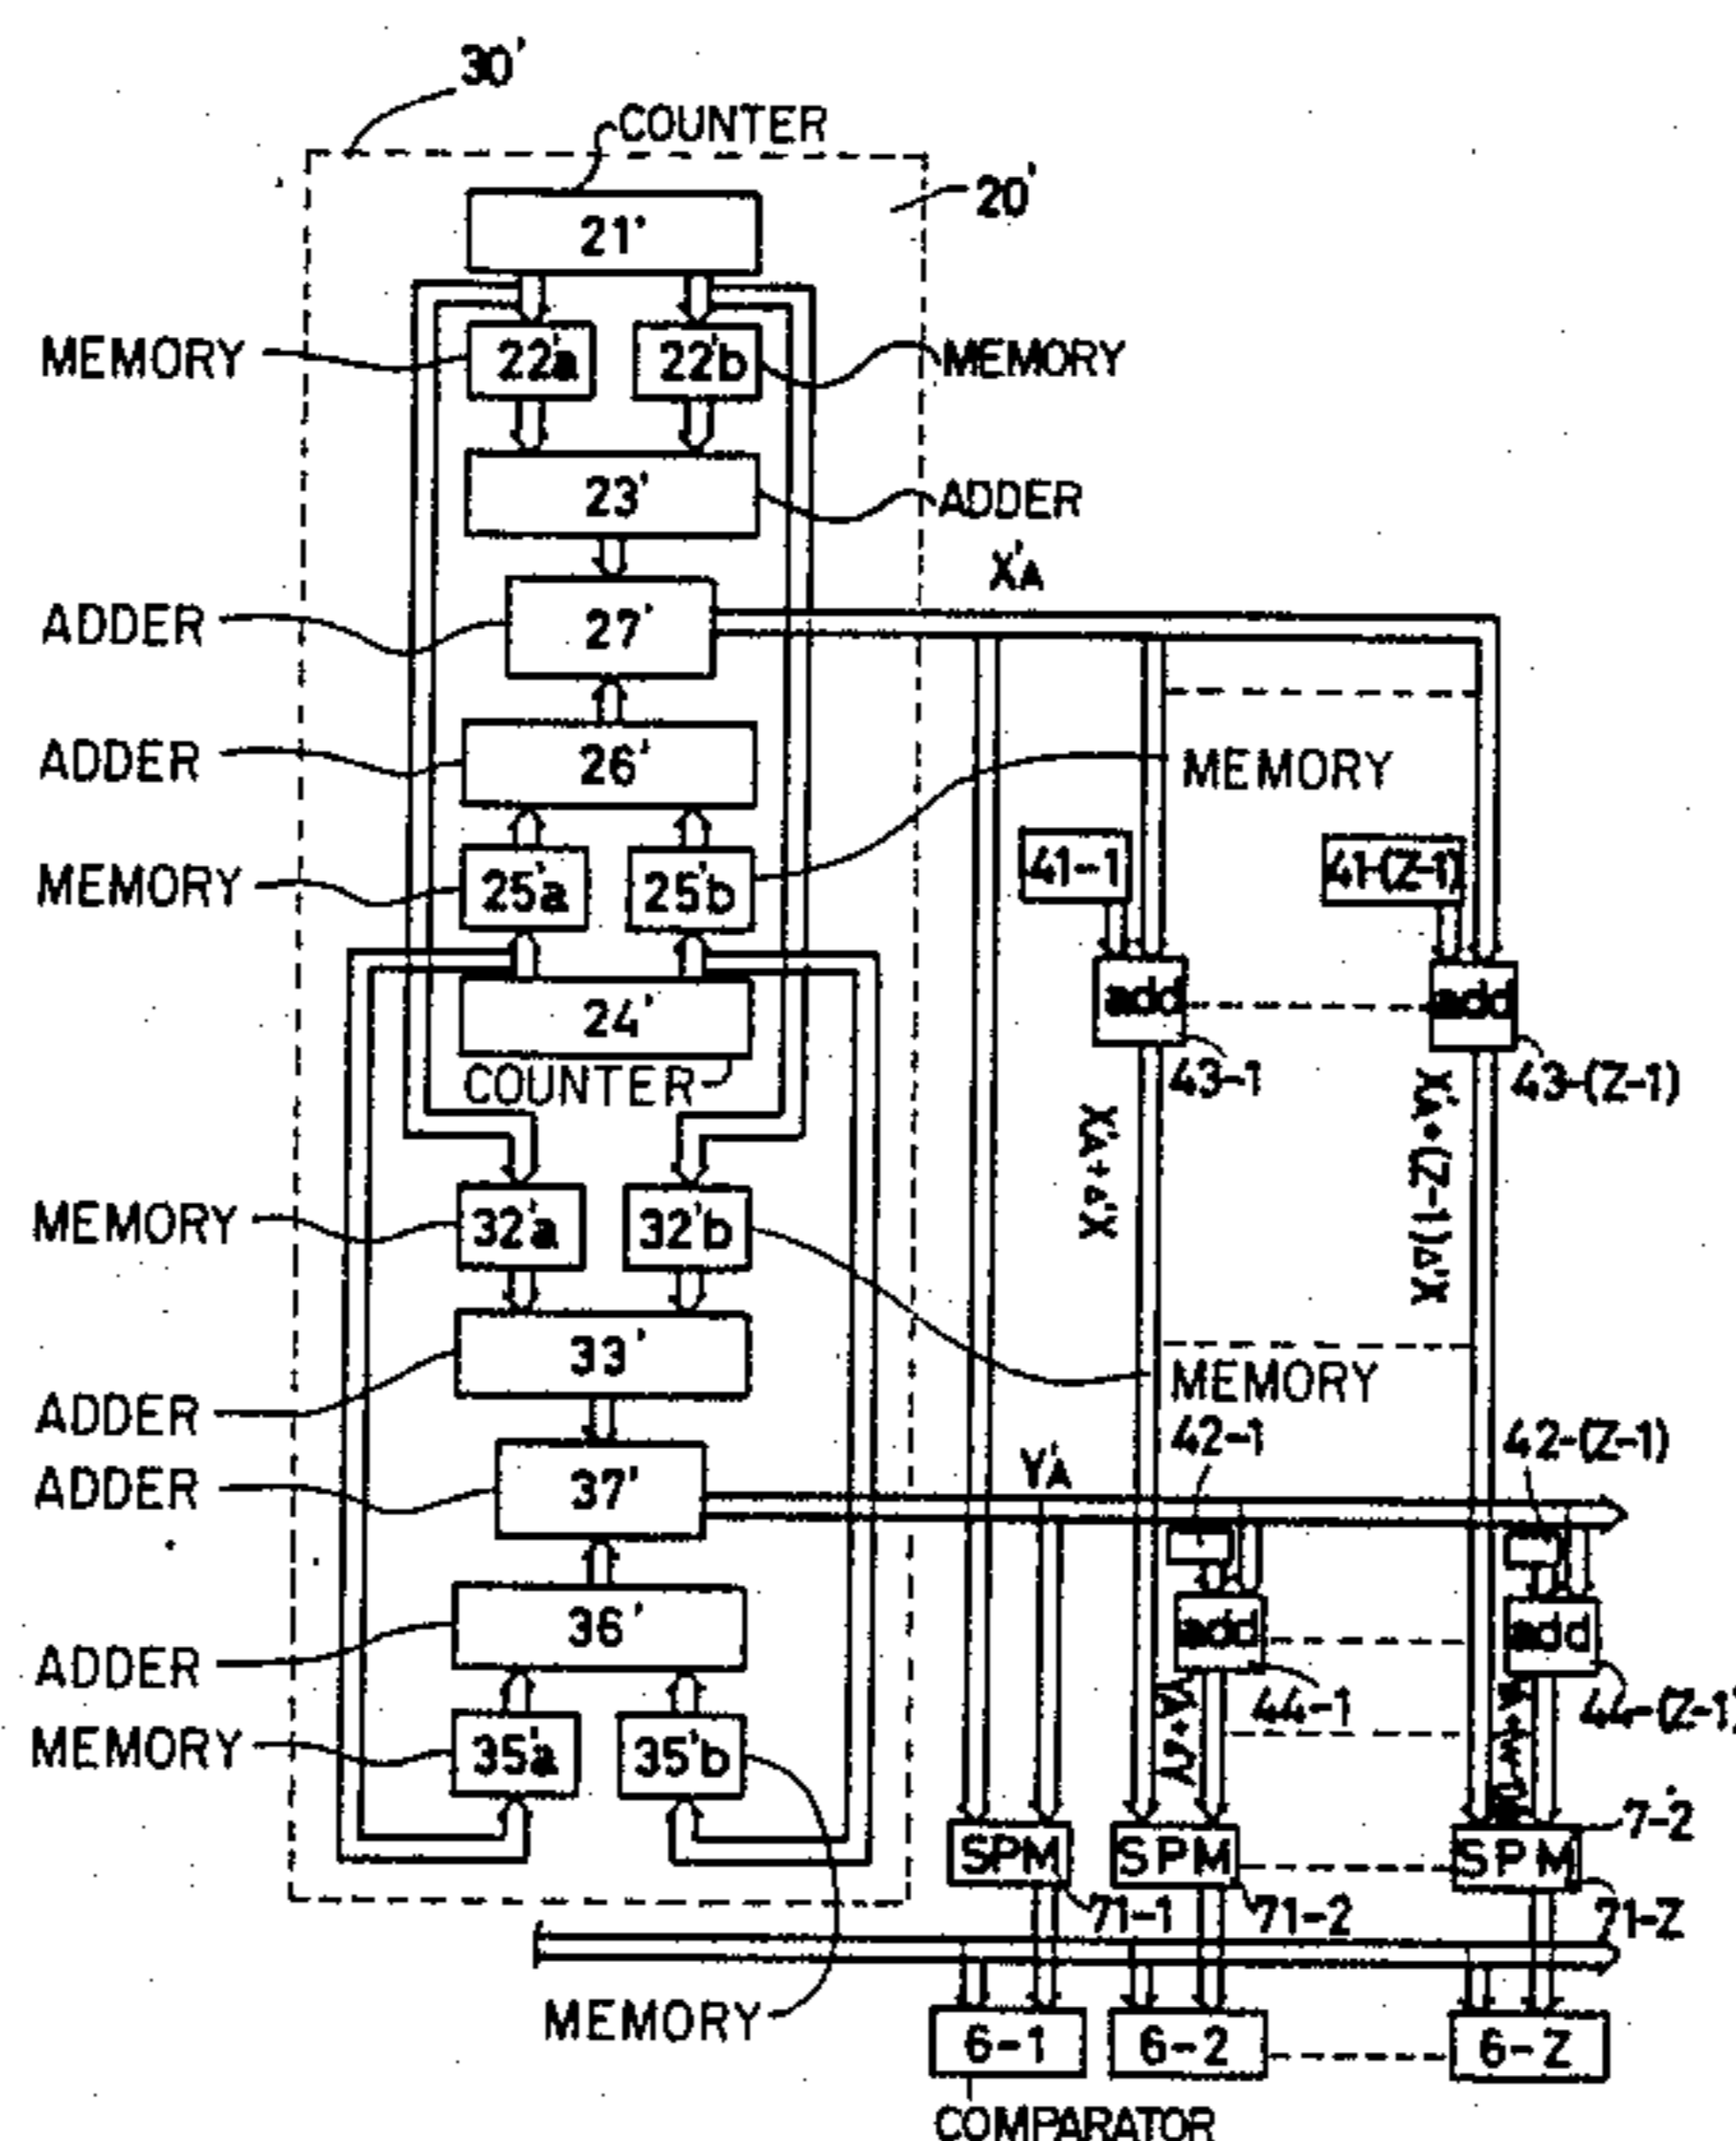 30'
COUNTER
20'
21'
MEMORY
22'a
22'b
MEMORY
23'
ADDER
X'A
ADDER
27'
ADDER
26'
MEMORY
41-1
41-(Z-1)
MEMORY
25'a
25'b
add
add
24'
COUNTER
43-1
43-(Z-1)
X'A+△'X
X'A+(Z-1)△'X
MEMORY
32'a
32'b
33'
MEMORY
ADDER
42-1
42-(Z-1)
Y'A
ADDER
37'
36'
add
add
ADDER
44-1
44-(Z-1)
MEMORY
35'a
35'b
7-'2
SPM
SPM
SPM
71-1
71-2
71-Z
MEMORY
6-1
6-2
6-Z
COMPARATOR